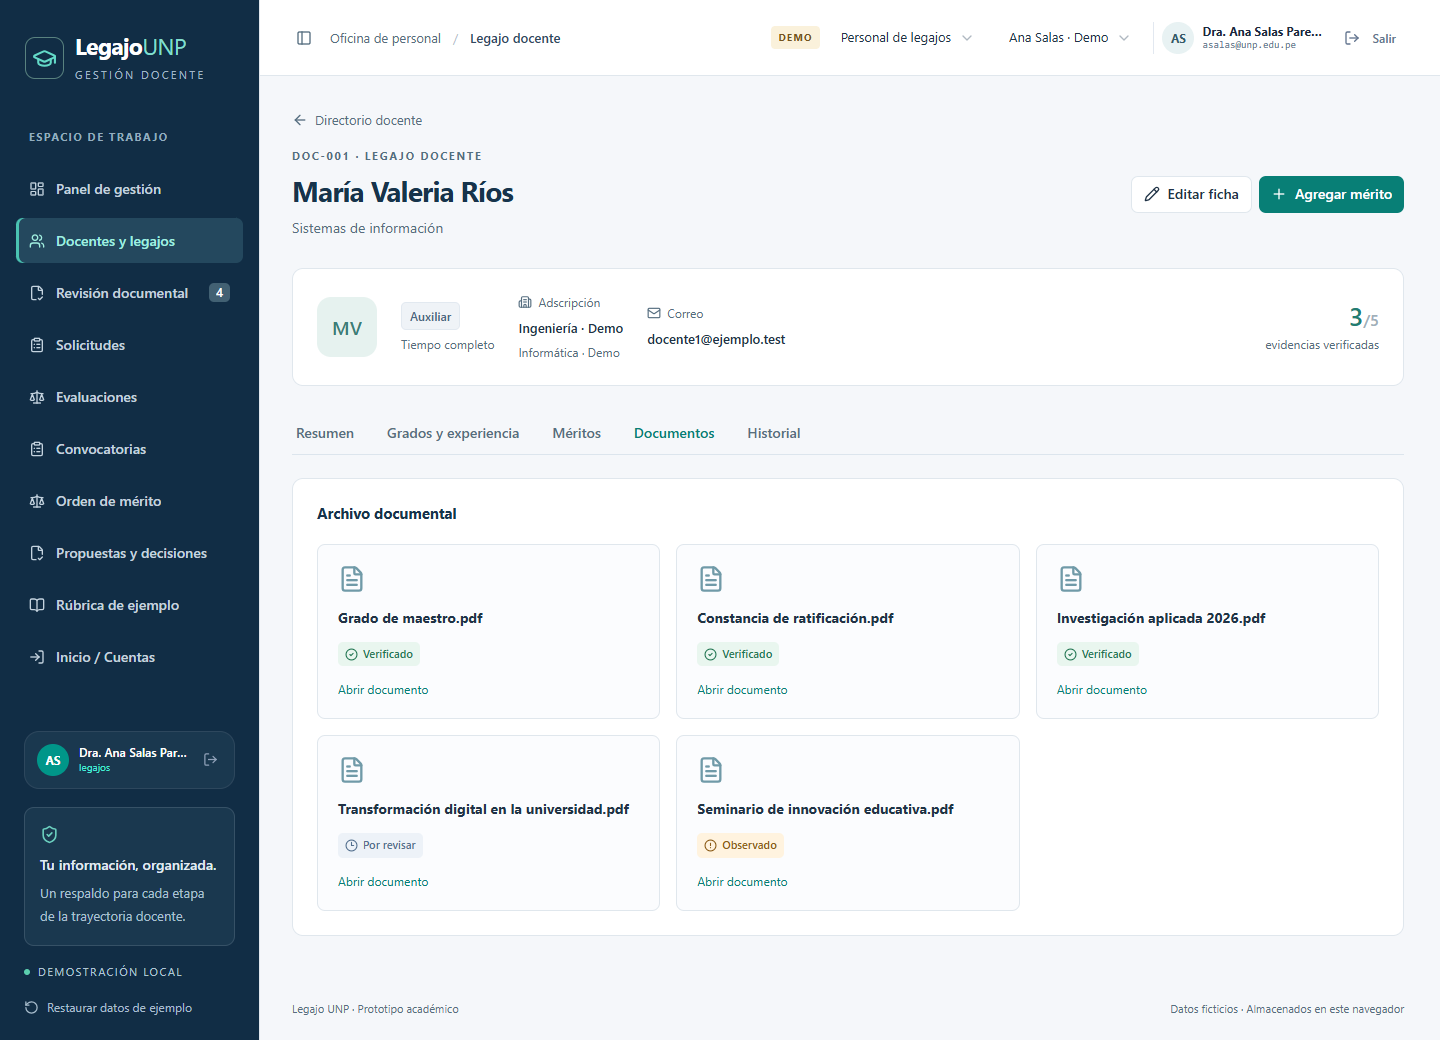 LegajoUNP
GESTIÓN DOCENTE
ESPACIO DE TRABAJO
Panel de gestión
Docentes y legajos
Revisión documental 4
Solicitudes
Evaluaciones
Convocatorias
Orden de mérito
Propuestas y decisiones
Rúbrica de ejemplo
Inicio / Cuentas
AS
Dra. Ana Salas Par...
legajos
Tu información, organizada.
Un respaldo para cada etapa
de la trayectoria docente.
DEMOSTRACIÓN LOCAL
Restaurar datos de ejemplo
Oficina de personal / Legajo docente
DEMO
Personal de legajos
Ana Salas · Demo
AS
Dra. Ana Salas Pare...
asalas@unp.edu.pe
Salir
Directorio docente
DOC-001 · LEGAJO DOCENTE
María Valeria Ríos
Sistemas de información
Editar ficha
Agregar mérito
MV
Auxiliar
Tiempo completo
Adscripción
Ingeniería · Demo
Informática · Demo
Correo
docente1@ejemplo.test
3/5
evidencias verificadas
Resumen
Grados y experiencia
Méritos
Documentos
Historial
Archivo documental
Grado de maestro.pdf
Verificado
Abrir documento
Constancia de ratificación.pdf
Verificado
Abrir documento
Investigación aplicada 2026.pdf
Verificado
Abrir documento
Transformación digital en la universidad.pdf
Por revisar
Abrir documento
Seminario de innovación educativa.pdf
Observado
Abrir documento
Legajo UNP · Prototipo académico
Datos ficticios · Almacenados en este navegador